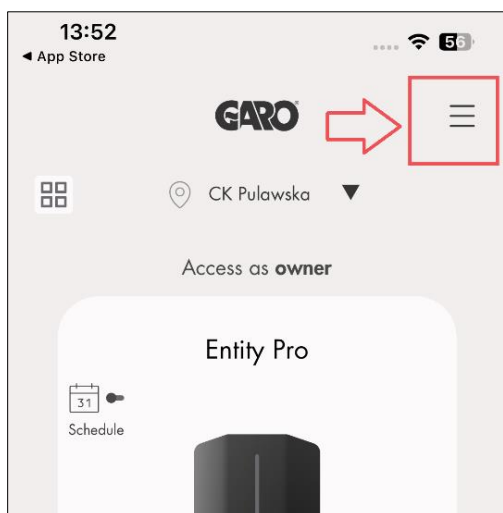 13:52
◀ App Store
56
GARO
CK Pulawska ▼
Access as owner
Entity Pro
31
Schedule